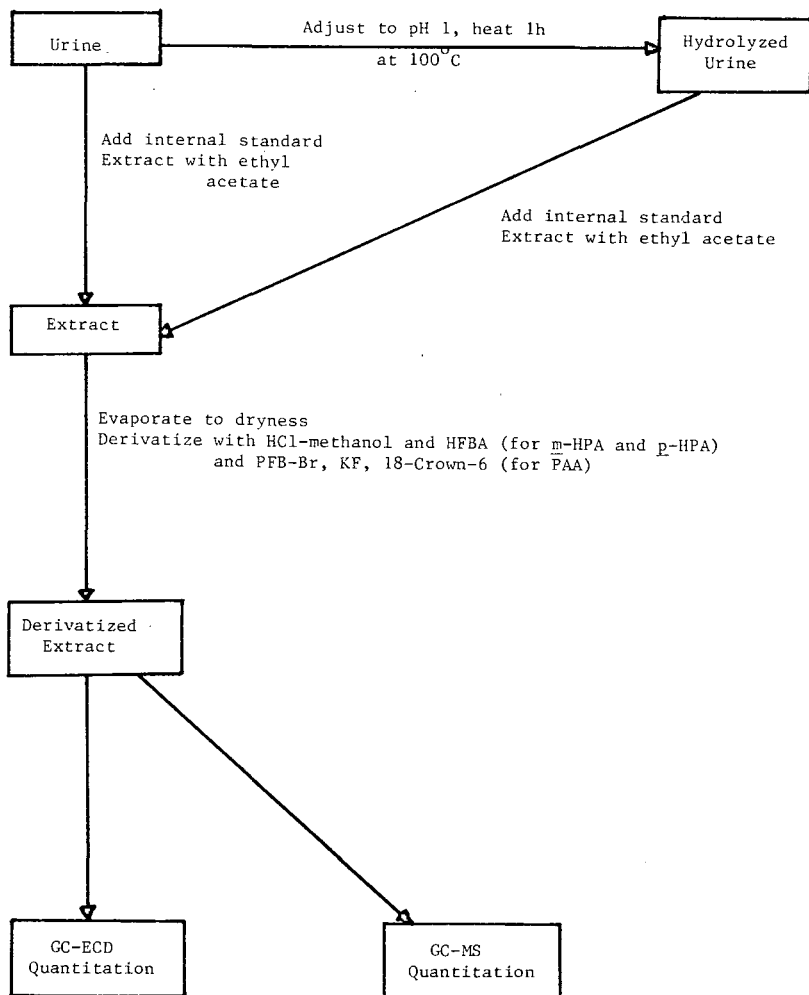 Urine
Adjust to pH 1, heat 1h
at 100°C
Hydrolyzed
Urine
Add internal standard
Extract with ethyl
acetate
Add internal standard
Extract with ethyl acetate
Extract
Evaporate to dryness
Derivatize with HCl-methanol and HFBA (for m-HPA and p-HPA)
and PFB-Br, KF, 18-Crown-6 (for PAA)
Derivatized
Extract
GC-ECD
Quantitation
GC-MS
Quantitation